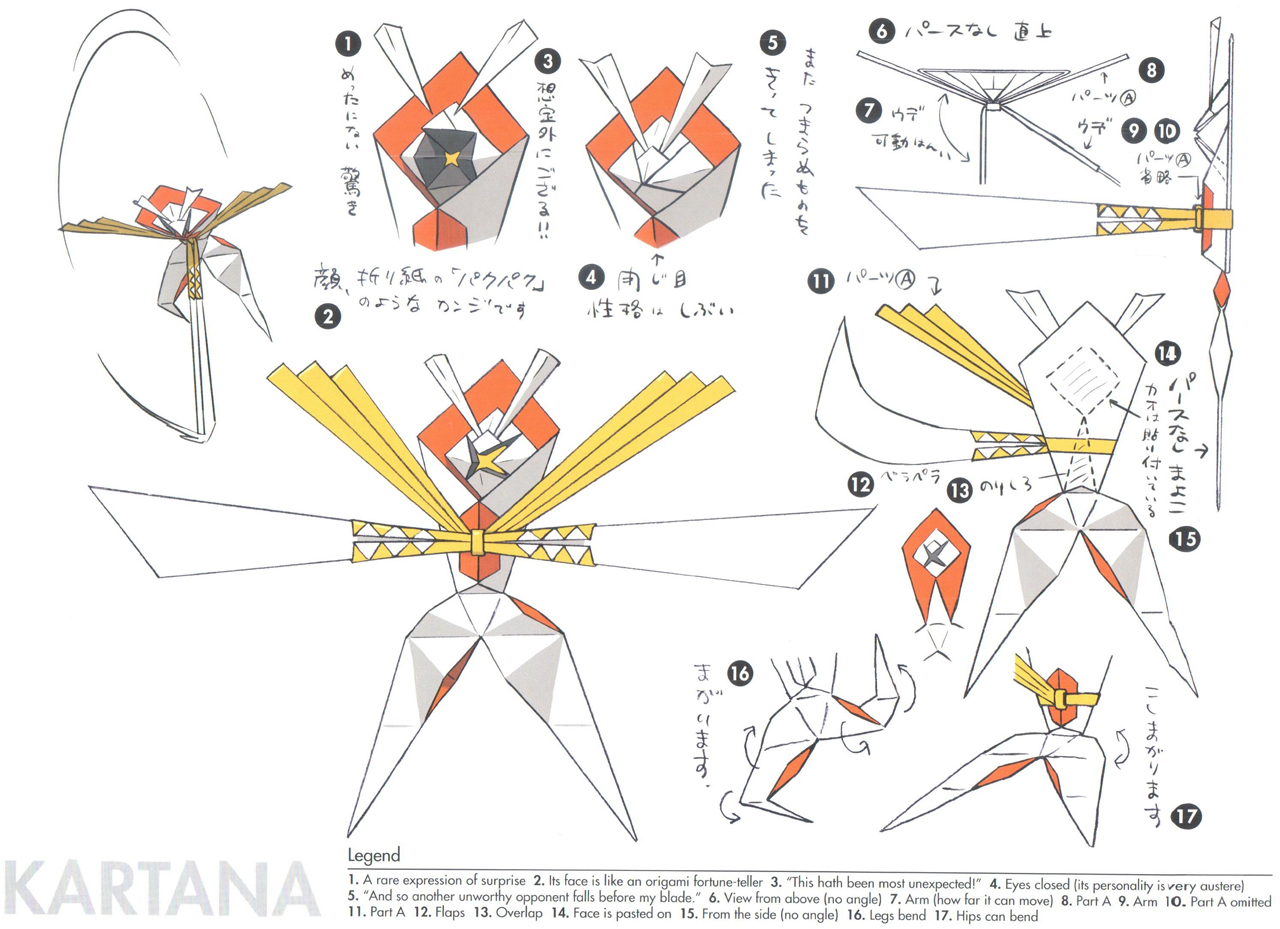 1
めったにない 驚き
3
想定外にござる!!
5
また つまらぬものを
きってしまった
6 パースなし 直上
7 ウデ
可動はんい
8
パーツⒶ
ウデ
9 10
パーツⒶ
省略
顔、折り紙の「パクパク」
のような カンジです
2
4 閉じ目
性格は しぶい
11 パーツⒶ
12 ペラペラ
13 のりしろ
14
カオは貼り付いている
パースなし まよこ
15
16
まがります.
こしまがります
17
KARTANA
Legend
1. A rare expression of surprise 2. Its face is like an origami fortune-teller 3. "This hath been most unexpected!" 4. Eyes closed (its personality is very austere)
5. "And so another unworthy opponent falls before my blade." 6. View from above (no angle) 7. Arm (how far it can move) 8. Part A 9. Arm 10. Part A omitted
11. Part A 12. Flaps 13. Overlap 14. Face is pasted on 15. From the side (no angle) 16. Legs bend 17. Hips can bend